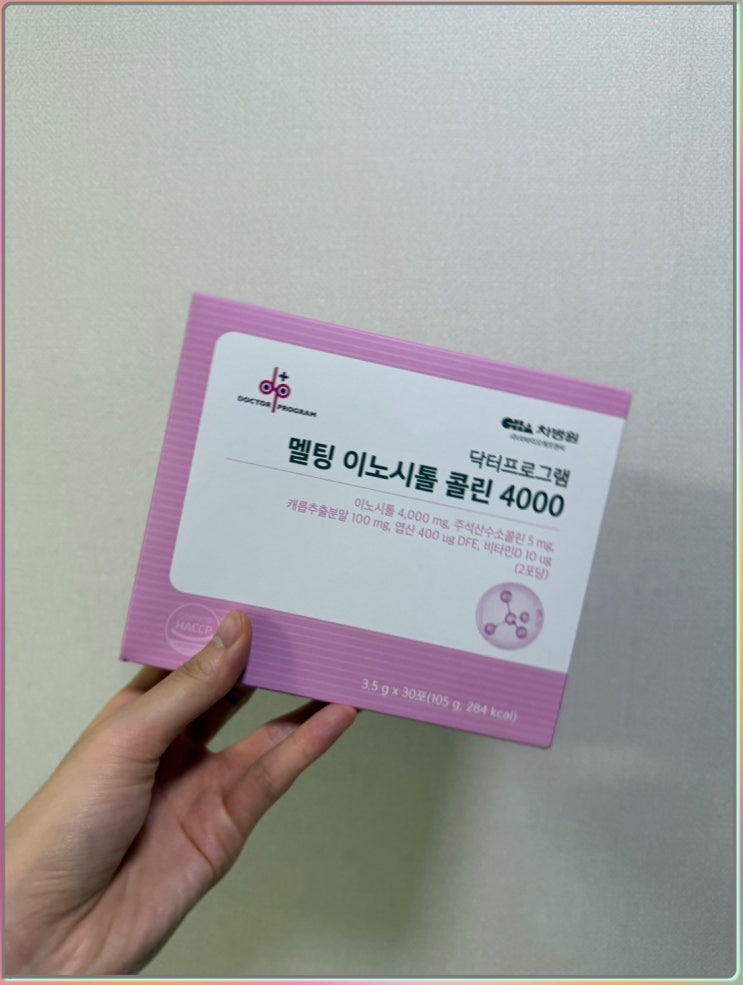 DOCTOR PROGRAM
CHA 차병원
닥터프로그램
멜팅 이노시톨 콜린 4000
이노시톨 4,000 mg, 주석산수소콜린 5 mg,
캐롭추출분말 100 mg, 엽산 400 ug DFE, 비타민D 10 ug
(2포당)
HACCP
3.5 g x 30포(105 g, 284 kcal)